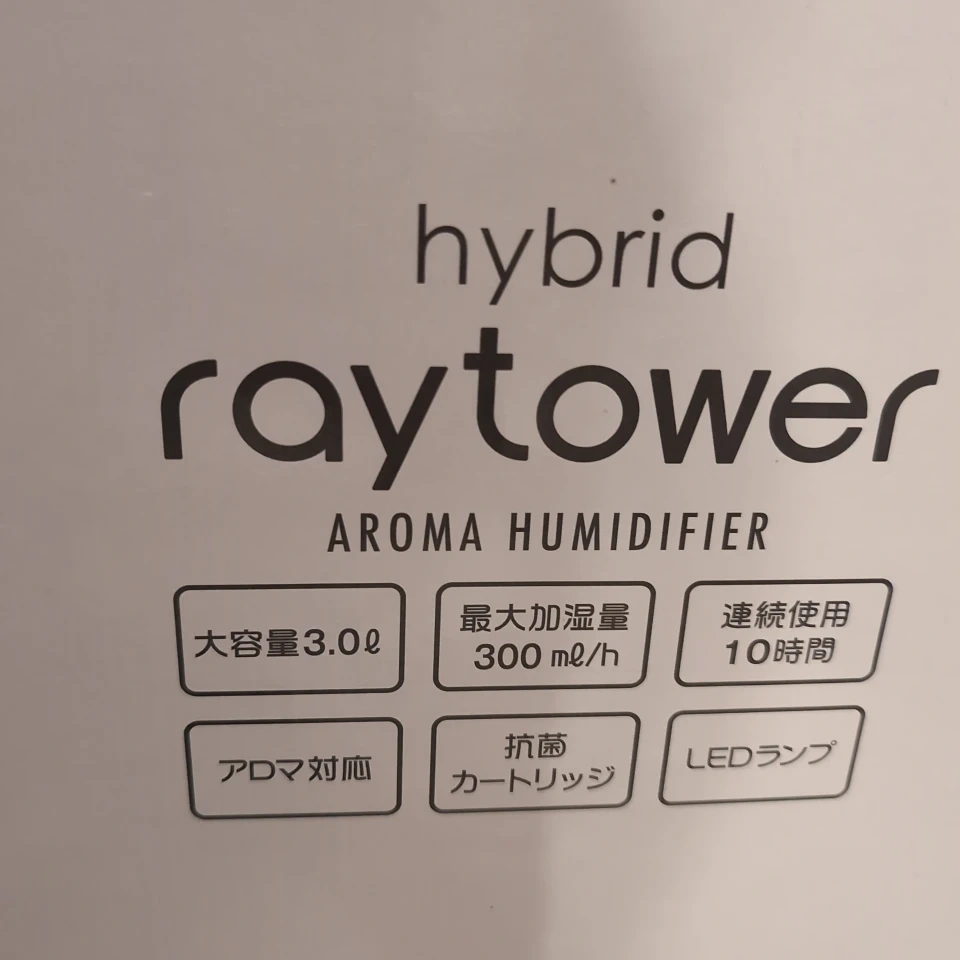 hybrid
raytower
AROMA HUMIDIFIER
大容量3.0ℓ
最大加湿量
300㎖/h
連続使用
10時間
アロマ対応
抗菌
カートリッジ
LEDランプ